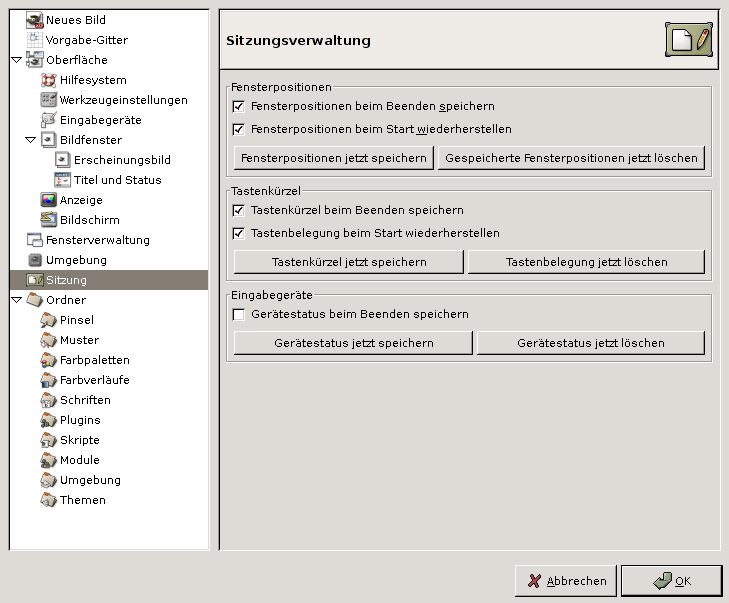 Neues Bild
Vorgabe-Gitter
Oberfläche
Hilfesystem
Werkzeugeinstellungen
Eingabegeräte
Bildfenster
Erscheinungsbild
Titel und Status
Anzeige
Bildschirm
Fensterverwaltung
Umgebung
Sitzung
Ordner
Pinsel
Muster
Farbpaletten
Farbverläufe
Schriften
Plugins
Skripte
Module
Umgebung
Themen
Sitzungsverwaltung
Fensterpositionen
Fensterpositionen beim Beenden speichern
Fensterpositionen beim Start wiederherstellen
Fensterpositionen jetzt speichern
Gespeicherte Fensterpositionen jetzt löschen
Tastenkürzel
Tastenkürzel beim Beenden speichern
Tastenbelegung beim Start wiederherstellen
Tastenkürzel jetzt speichern
Tastenbelegung jetzt löschen
Eingabegeräte
Gerätestatus beim Beenden speichern
Gerätestatus jetzt speichern
Gerätestatus jetzt löschen
Abbrechen
OK